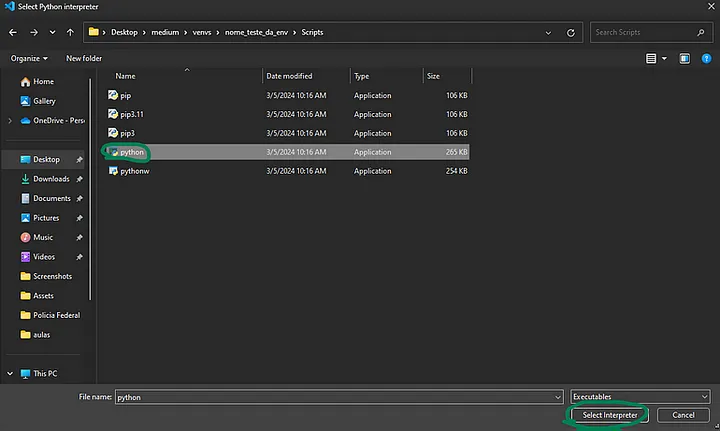 Select Python interpreter
Desktop > medium > venvs > nome_teste_da_env > Scripts
Search Scripts
Organize New folder
Name Date modified Type Size
Home
Gallery
OneDrive - Pers
Desktop
Downloads
Documents
Pictures
Music
Videos
Screenshots
Assets
Policia Federal
aulas
This PC
pip 3/5/2024 10:16 AM Application 106 KB
pip3.11 3/5/2024 10:16 AM Application 106 KB
pip3 3/5/2024 10:16 AM Application 106 KB
python 3/5/2024 10:16 AM Application 265 KB
pythonw 3/5/2024 10:16 AM Application 254 KB
File name: python Executables
Select Interpreter Cancel